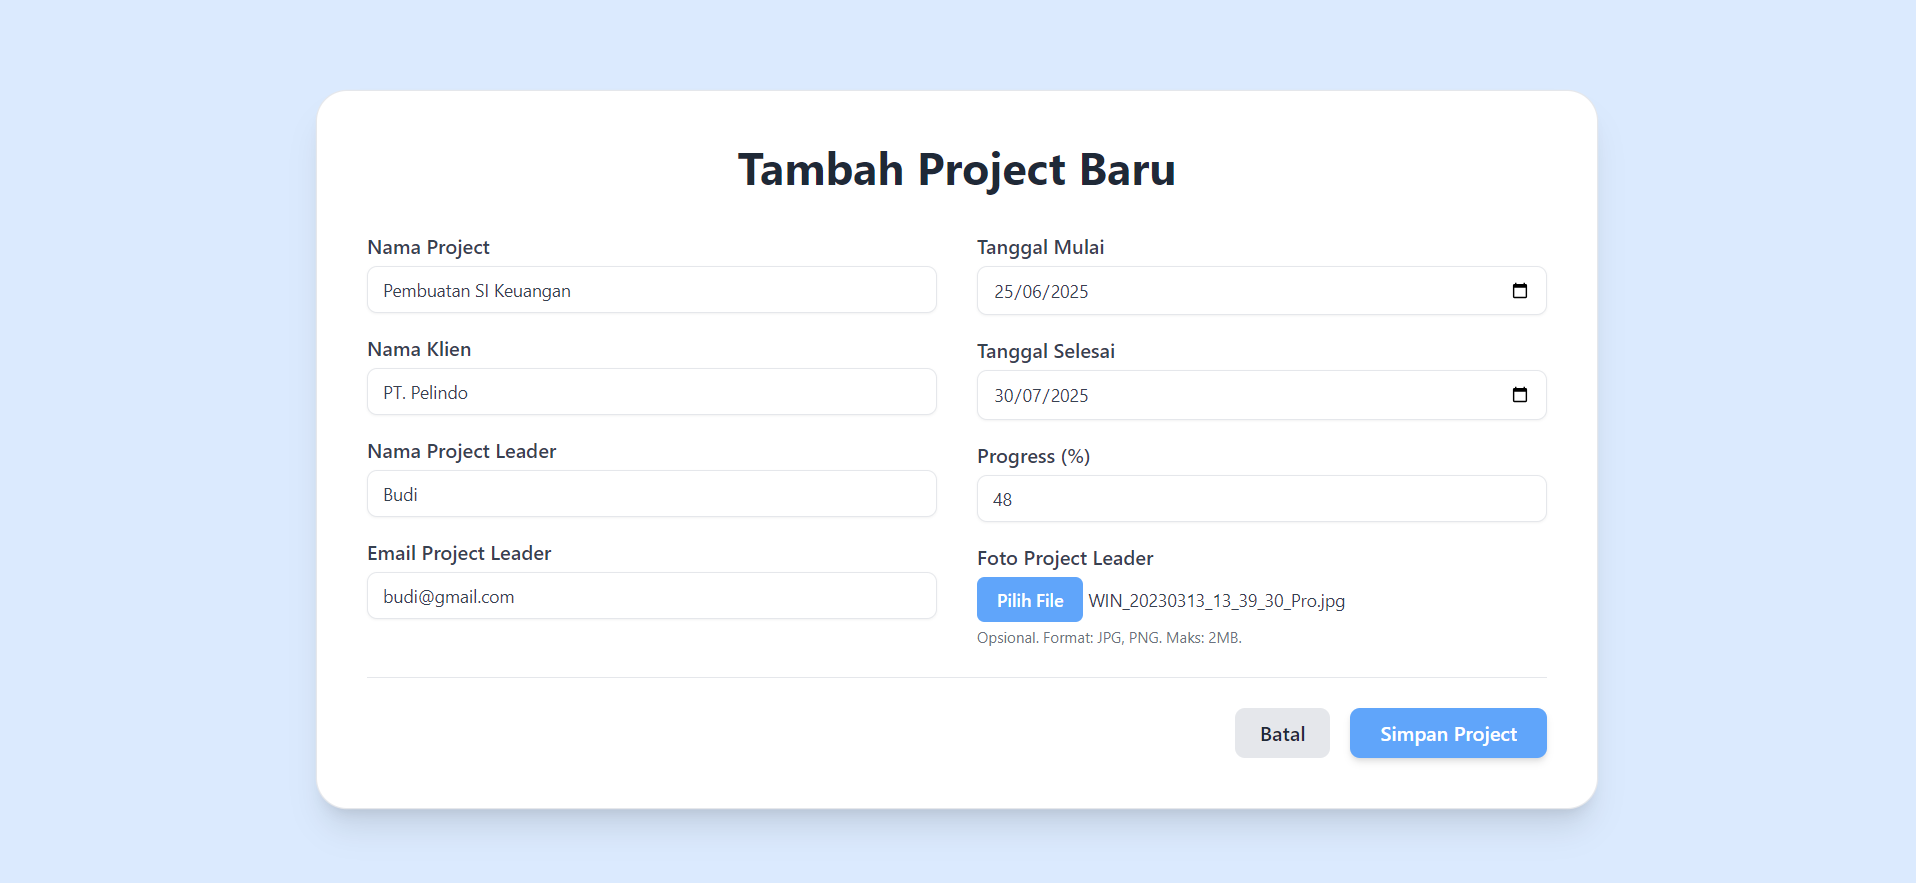 Tambah Project Baru
Nama Project
Pembuatan SI Keuangan
Nama Klien
PT. Pelindo
Nama Project Leader
Budi
Email Project Leader
budi@gmail.com
Tanggal Mulai
25/06/2025
Tanggal Selesai
30/07/2025
Progress (%)
48
Foto Project Leader
Pilih File WIN_20230313_13_39_30_Pro.jpg
Opsional. Format: JPG, PNG. Maks: 2MB.
Batal Simpan Project